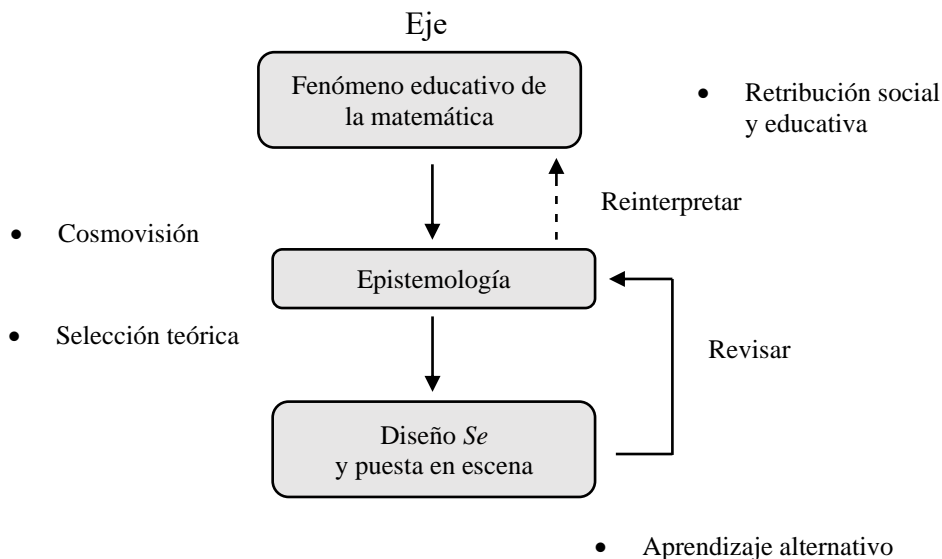 Eje
Fenómeno educativo de
la matemática
• Retribución social
y educativa
Reinterpretar
• Cosmovisión
Epistemología
• Selección teórica
Revisar
Diseño Se
y puesta en escena
• Aprendizaje alternativo